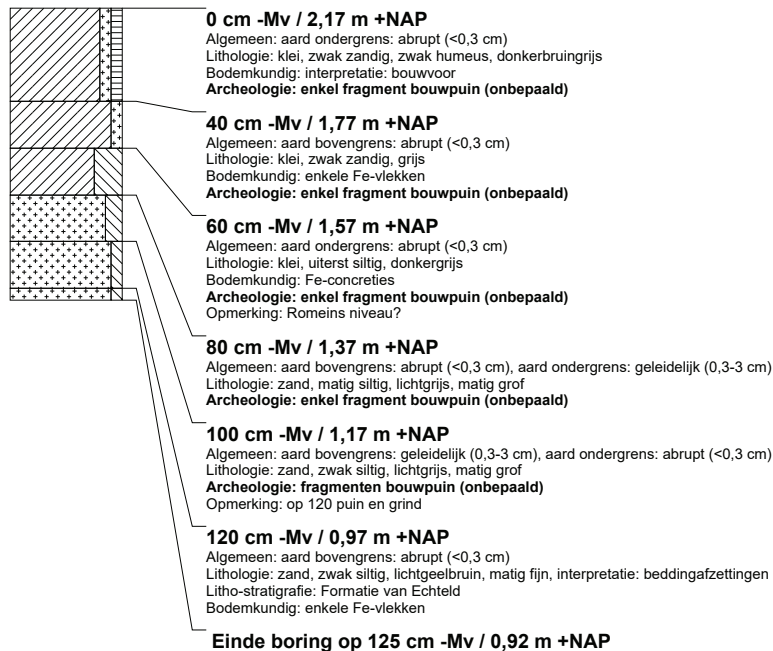 0 cm -Mv / 2,17 m +NAP
Algemeen: aard ondergrens: abrupt (<0,3 cm)
Lithologie: klei, zwak zandig, zwak humeus, donkerbruingrijs
Bodemkundig: interpretatie: bouwvoor
Archeologie: enkel fragment bouwpuin (onbepaald)
40 cm -Mv / 1,77 m +NAP
Algemeen: aard bovengrens: abrupt (<0,3 cm)
Lithologie: klei, zwak zandig, grijs
Bodemkundig: enkele Fe-vlekken
Archeologie: enkel fragment bouwpuin (onbepaald)
60 cm -Mv / 1,57 m +NAP
Algemeen: aard ondergrens: abrupt (<0,3 cm)
Lithologie: klei, uiterst siltig, donkergrijs
Bodemkundig: Fe-concreties
Archeologie: enkel fragment bouwpuin (onbepaald)
Opmerking: Romeins niveau?
80 cm -Mv / 1,37 m +NAP
Algemeen: aard bovengrens: abrupt (<0,3 cm), aard ondergrens: geleidelijk (0,3-3 cm)
Lithologie: zand, matig siltig, lichtgrijs, matig grof
Archeologie: enkel fragment bouwpuin (onbepaald)
100 cm -Mv / 1,17 m +NAP
Algemeen: aard bovengrens: geleidelijk (0,3-3 cm), aard ondergrens: abrupt (<0,3 cm)
Lithologie: zand, zwak siltig, lichtgrijs, matig grof
Archeologie: fragmenten bouwpuin (onbepaald)
Opmerking: op 120 puin en grind
120 cm -Mv / 0,97 m +NAP
Algemeen: aard bovengrens: abrupt (<0,3 cm)
Lithologie: zand, zwak siltig, lichtgeelbruin, matig fijn, interpretatie: beddingafzettingen
Litho-stratigrafie: Formatie van Echteld
Bodemkundig: enkele Fe-vlekken
Einde boring op 125 cm -Mv / 0,92 m +NAP